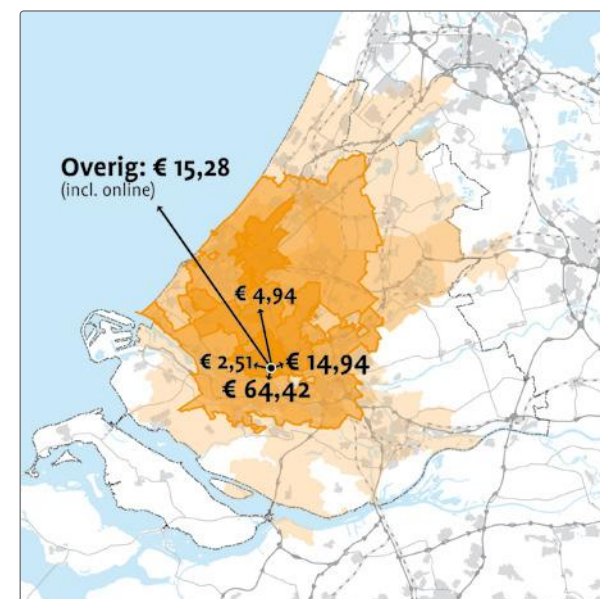 Overig: € 15,28
(incl. online)
€ 4,94
€ 2,51
€ 14,94
€ 64,42